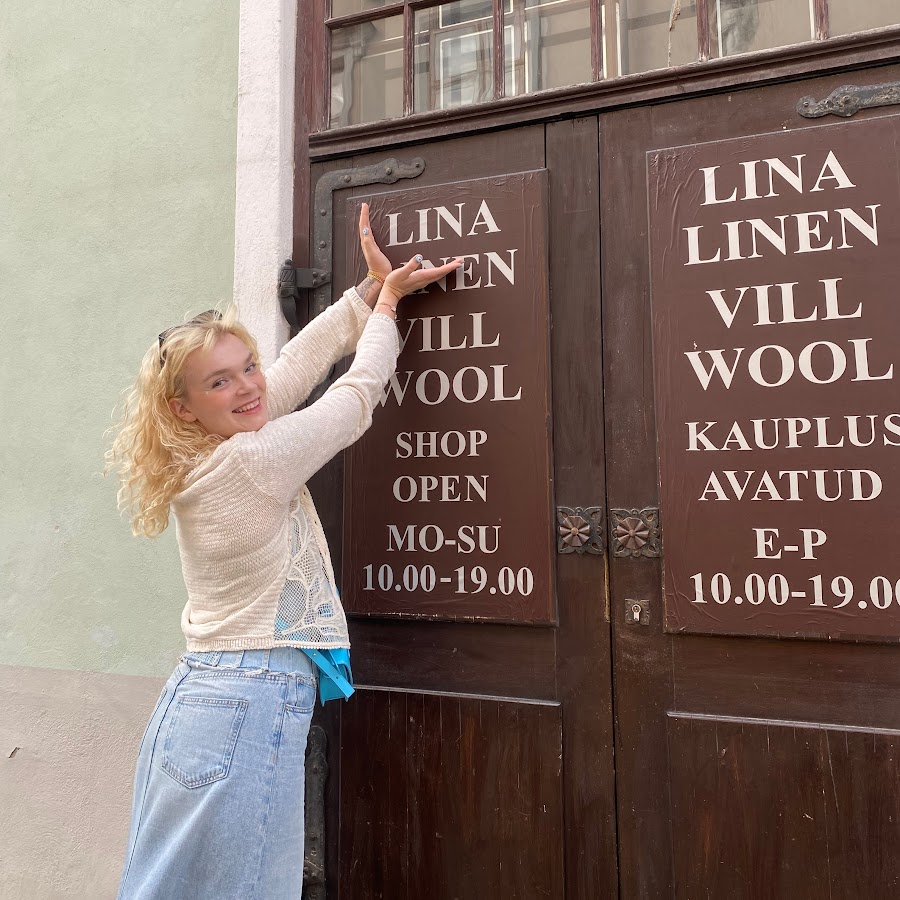 LINA
LINEN
VILL
WOOL
SHOP
OPEN
MO-SU
10.00-19.00
LINA
LINEN
VILL
WOOL
KAUPLUS
AVATUD
E-P
10.00-19.00